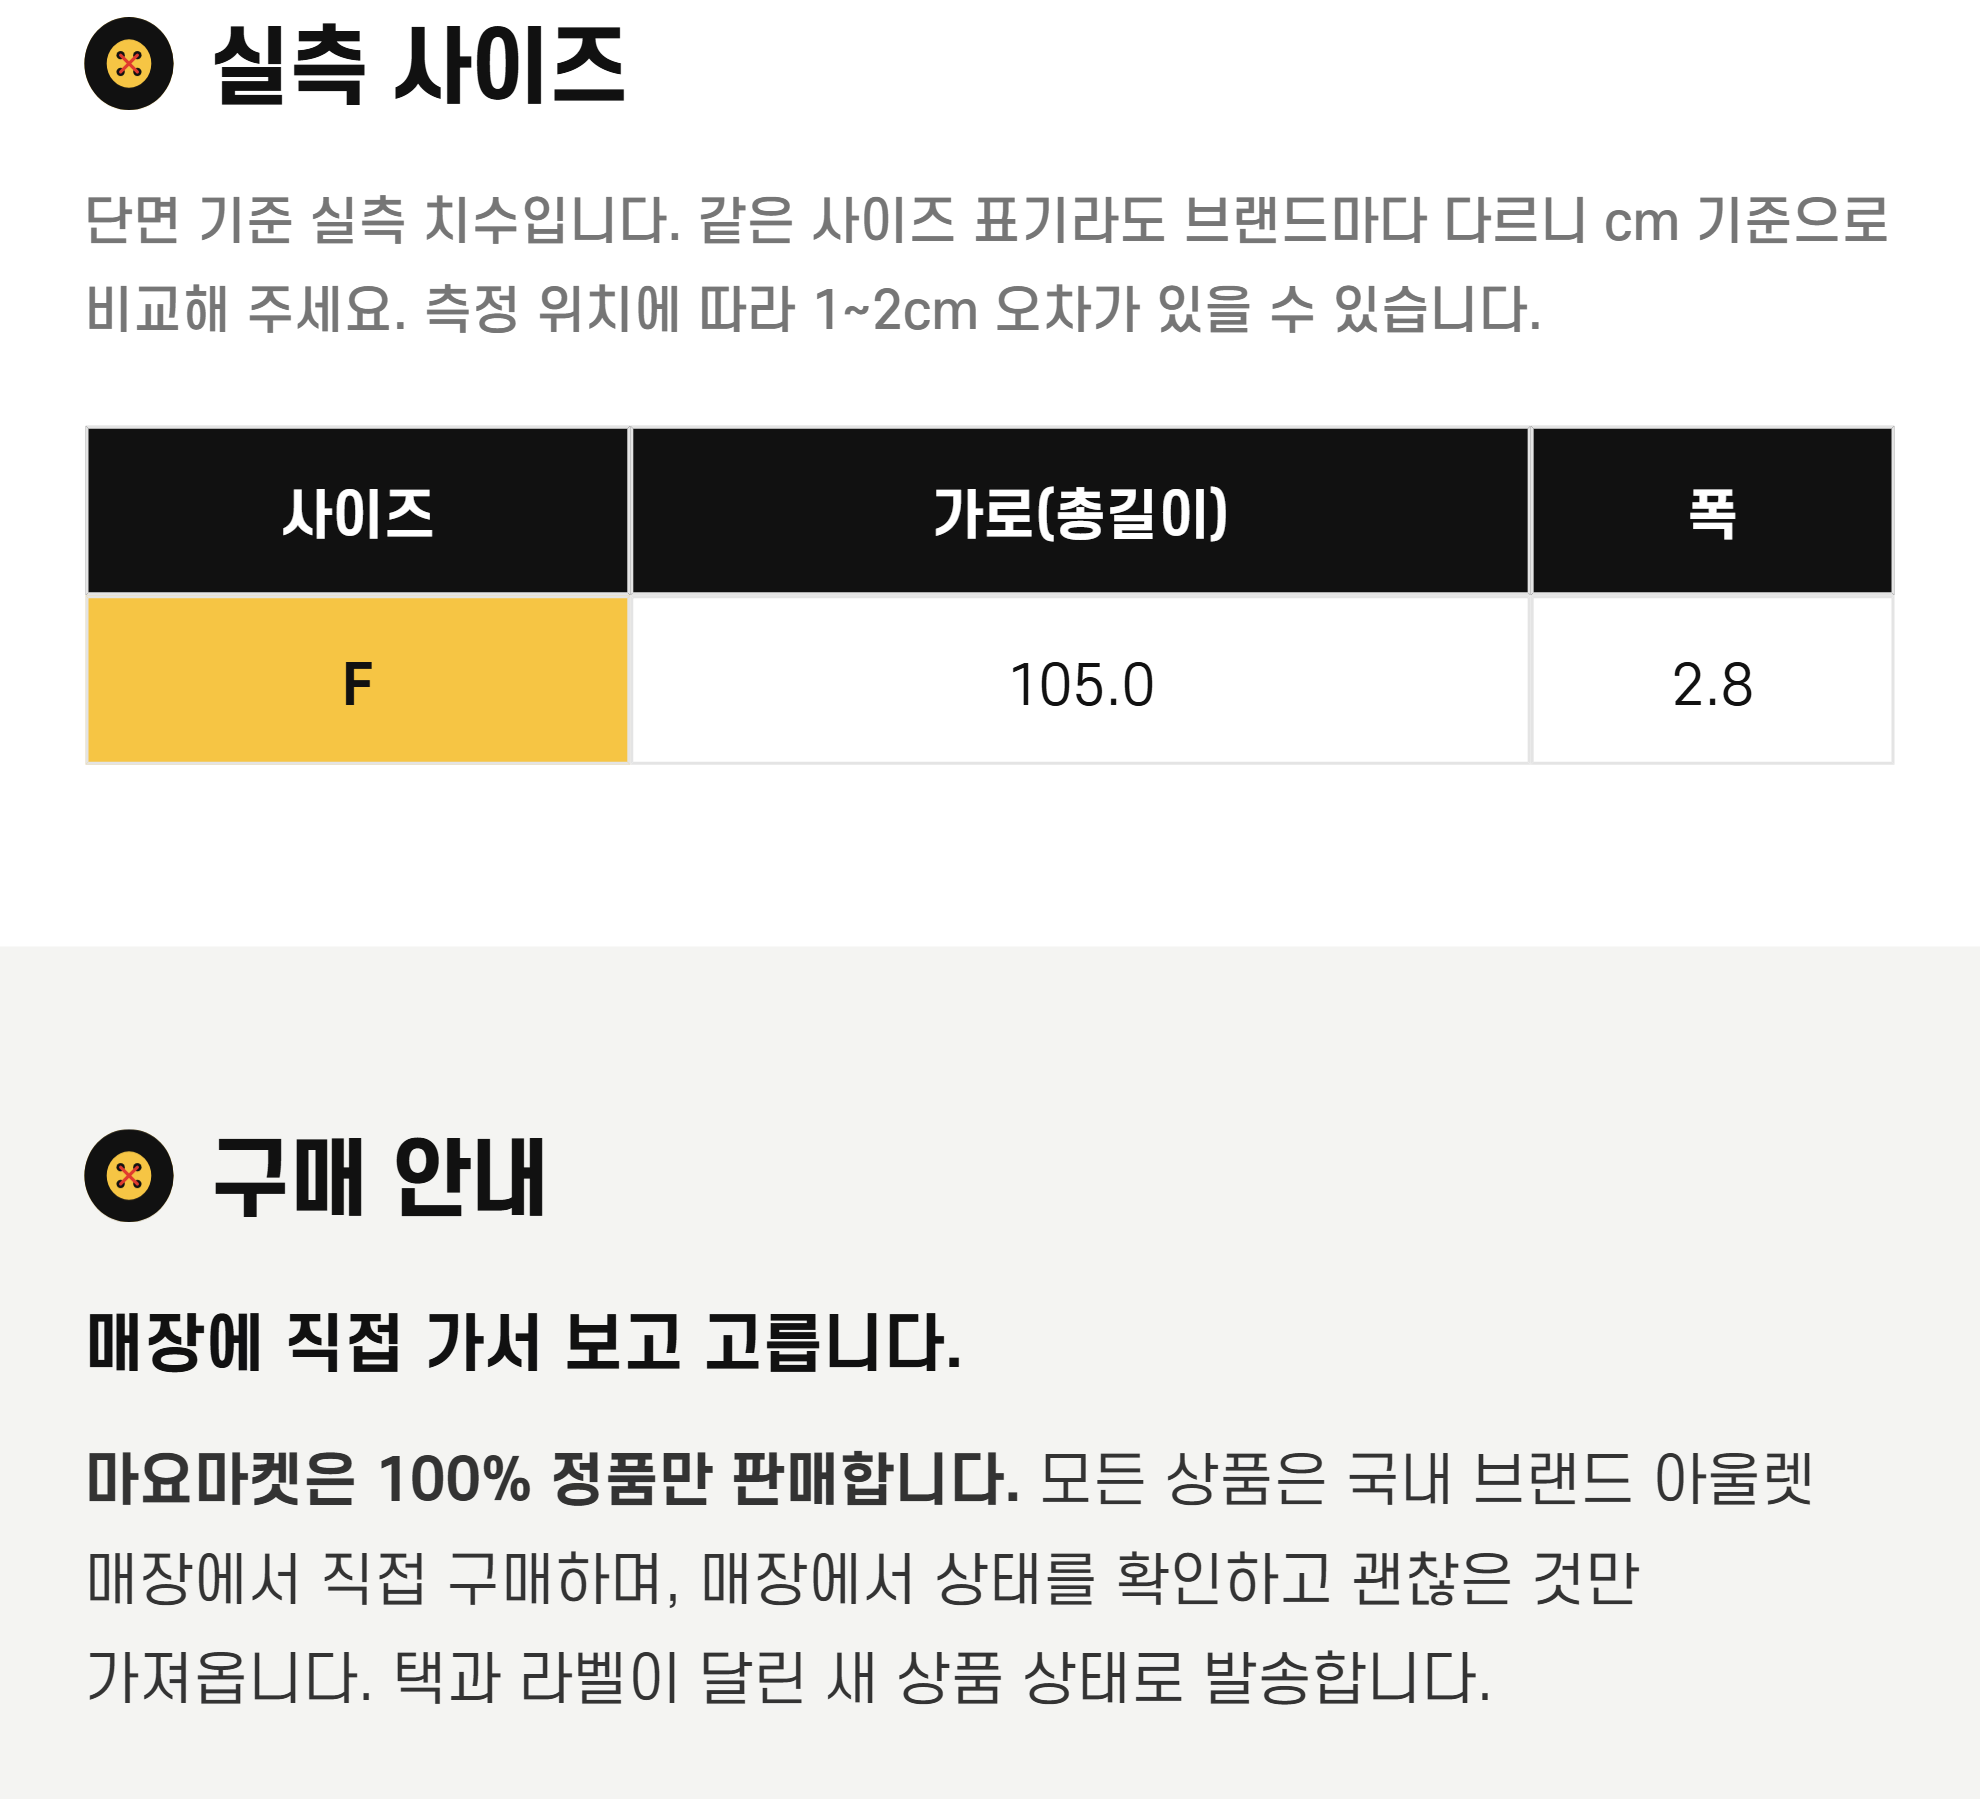 실측 사이즈
단면 기준 실측 치수입니다. 같은 사이즈 표기라도 브랜드마다 다르니 cm 기준으로
비교해 주세요. 측정 위치에 따라 1~2cm 오차가 있을 수 있습니다.
사이즈 가로(총길이) 폭
F 105.0 2.8
구매 안내
매장에 직접 가서 보고 고릅니다.
마요마켓은 100% 정품만 판매합니다. 모든 상품은 국내 브랜드 아울렛
매장에서 직접 구매하며, 매장에서 상태를 확인하고 괜찮은 것만
가져옵니다. 택과 라벨이 달린 새 상품 상태로 발송합니다.